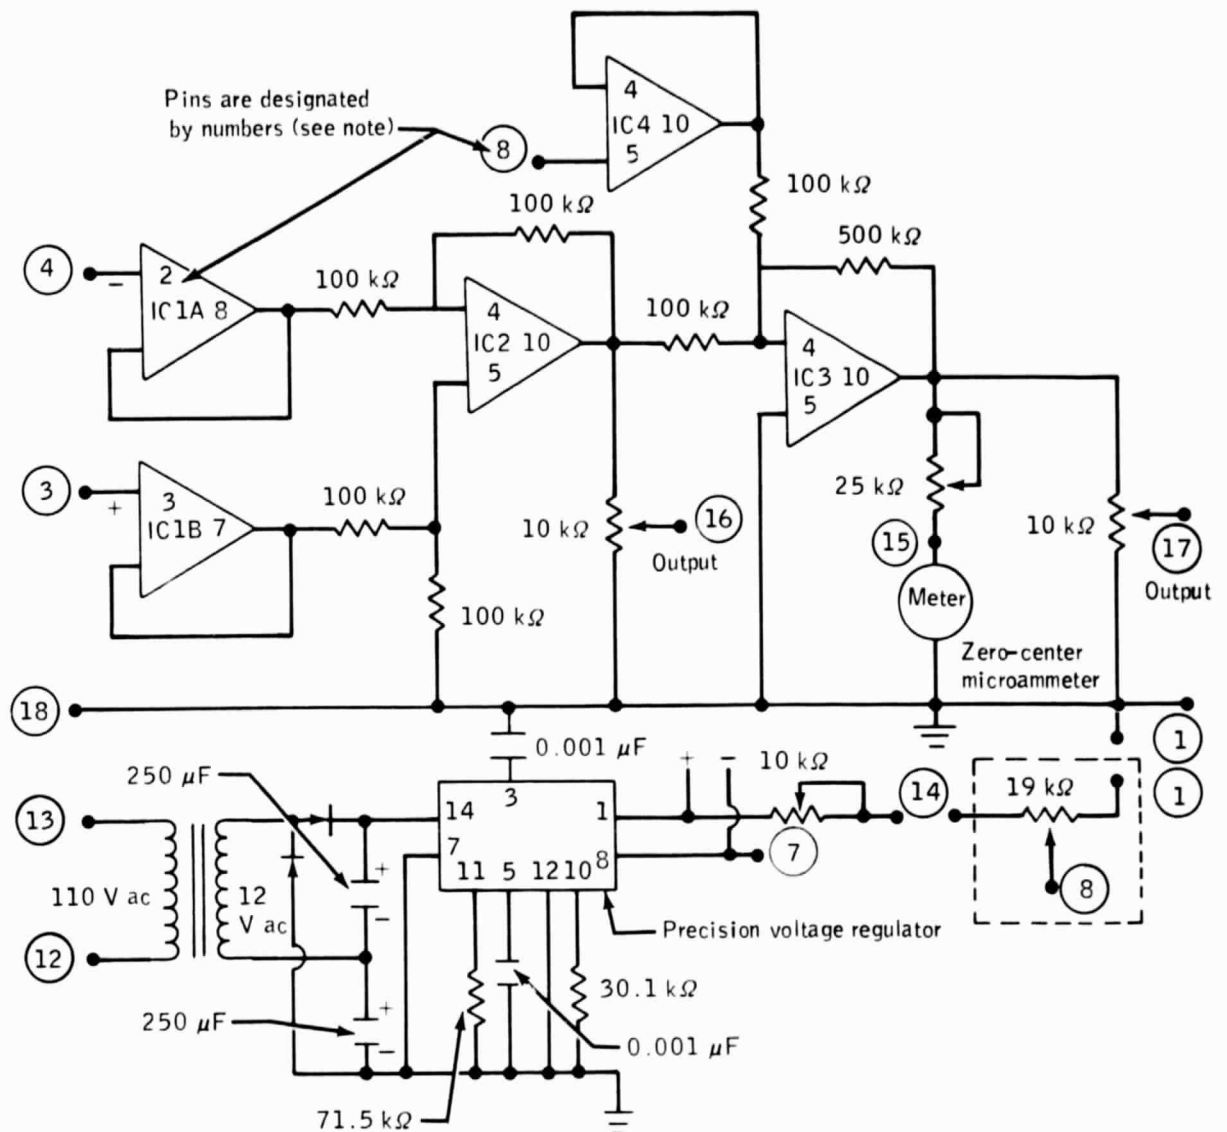 4
IC4 10
5
Pins are designated
by numbers (see note)
8
100 kΩ
100 kΩ
500 kΩ
4
−
2
IC1A 8
100 kΩ
4
IC2 10
5
100 kΩ
4
IC3 10
5
3
+
3
IC1B 7
100 kΩ
10 kΩ
16
Output
25 kΩ
15
Meter
10 kΩ
17
Output
100 kΩ
Zero-center
microammeter
18
0.001 μF
1
250 μF
+ −
10 kΩ
14
19 kΩ
1
13
3
14
1
7
7
11 5 12 10 8
8
110 V ac
12
V ac
+
−
12
Precision voltage regulator
30.1 kΩ
250 μF
+
−
0.001 μF
71.5 kΩ